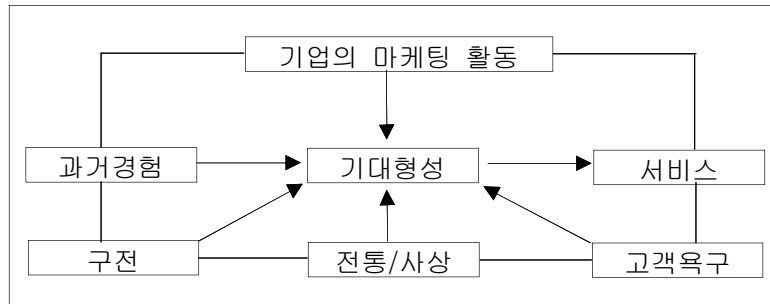 기업의 마케팅 활동
과거경험
기대형성
서비스
구전
전통/사상
고객욕구